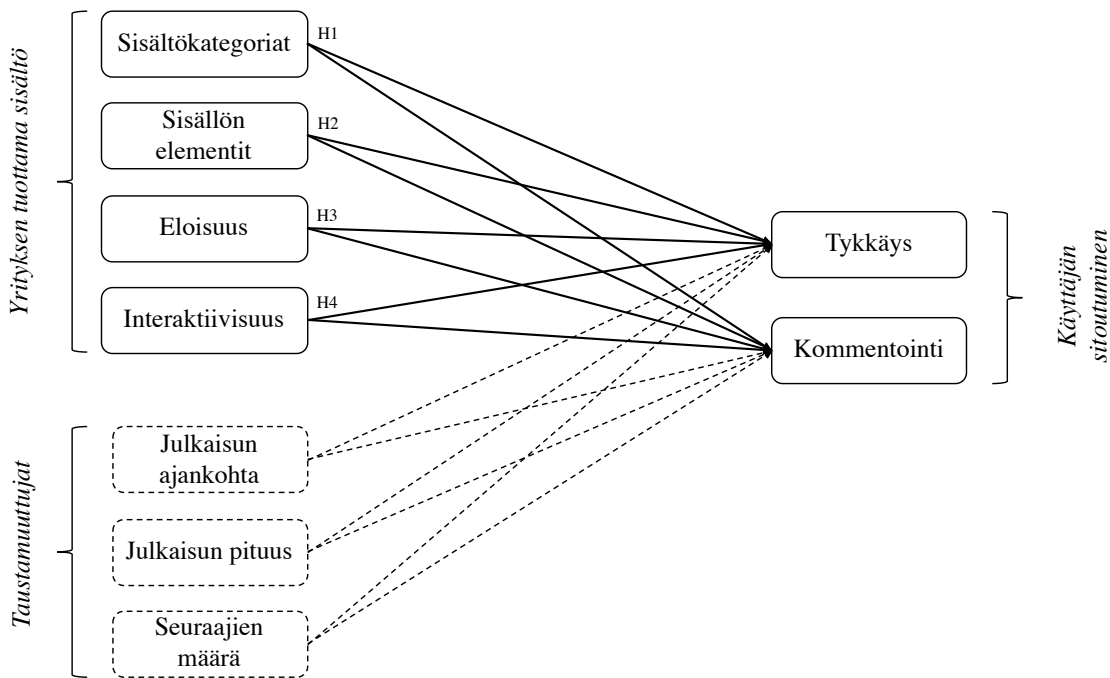 Yrityksen tuottama sisältö
Sisältökategoriat
H1
Sisällön
elementit
H2
Eloisuus
H3
Interaktiivisuus
H4
Taustamuuttujat
Julkaisun
ajankohta
Julkaisun pituus
Seuraajien
määrä
Tykkäys
Kommentointi
Käyttäjän
sitoutuminen